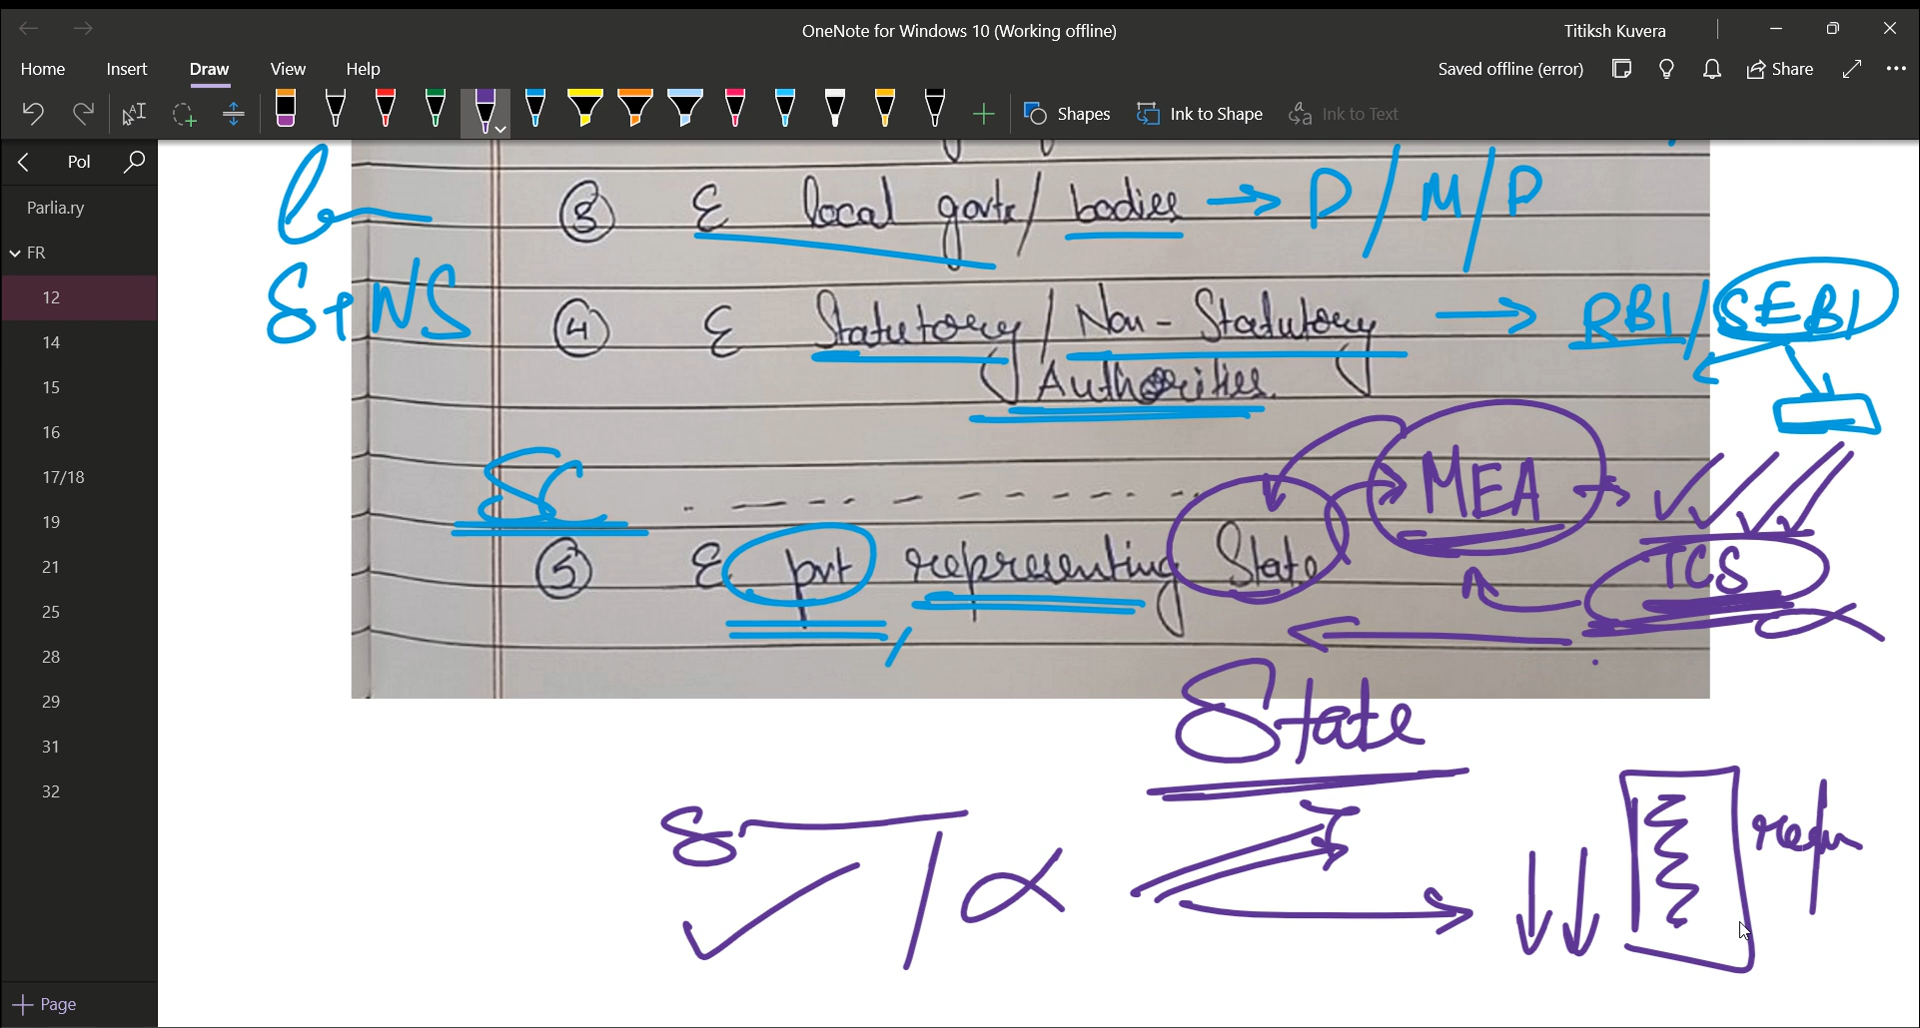 OneNote for Windows 10 (Working offline)
Titiksh Kuvera
Home Insert Draw View Help
Saved offline (error) Share
Shapes Ink to Shape Ink to Text
Pol
Parlia.ry
FR
12
14
15
16
17/18
19
21
25
28
29
31
32
Page
③ & local govts/bodies → D/M/P
S+NS
④ & Statutory/Non-Statutory → RBI/SEBI
Authorities.
SC
MEA
TCS
⑤ & pvt representing State
State